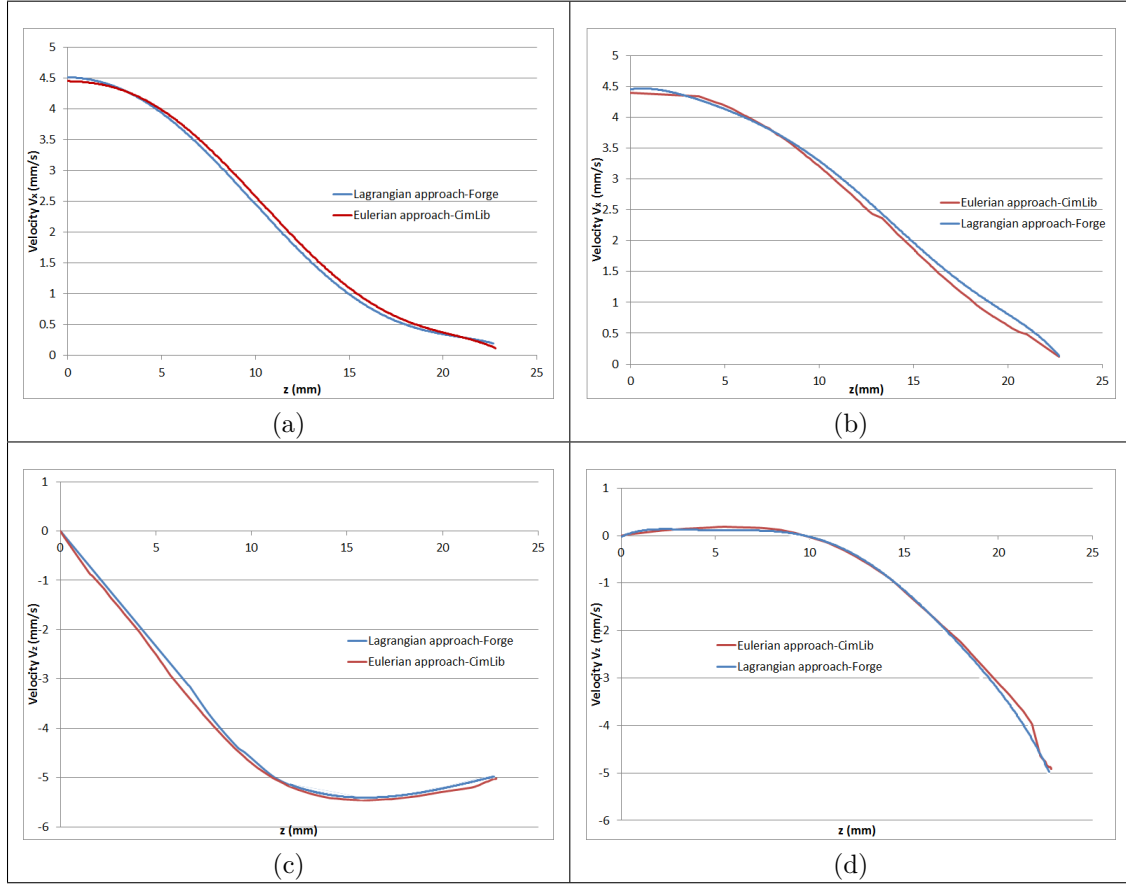 5
4.5
4
3.5
3
2.5
2
1.5
1
0.5
0
Velocity Vx (mm/s)
Lagrangian approach-Forge
Eulerian approach-CimLib
0 5 10 15 20 25
z (mm)
(a)
5
4.5
4
3.5
3
2.5
2
1.5
1
0.5
0
Velocity Vx (mm/s)
Eulerian approach-CimLib
Lagrangian approach-Forge
0 5 10 15 20 25
z(mm)
(b)
1
0
-1
-2
-3
-4
-5
-6
Velocity Vz (mm/s)
0 5 10 15 20 25
Lagrangian approach-Forge
Eulerian approach-CimLib
z (mm)
(c)
1
0
-1
-2
-3
-4
-5
-6
Velocity Vz (mm/s)
0 5 10 15 20 25
Eulerian approach-CimLib
Lagrangian approach-Forge
z (mm)
(d)